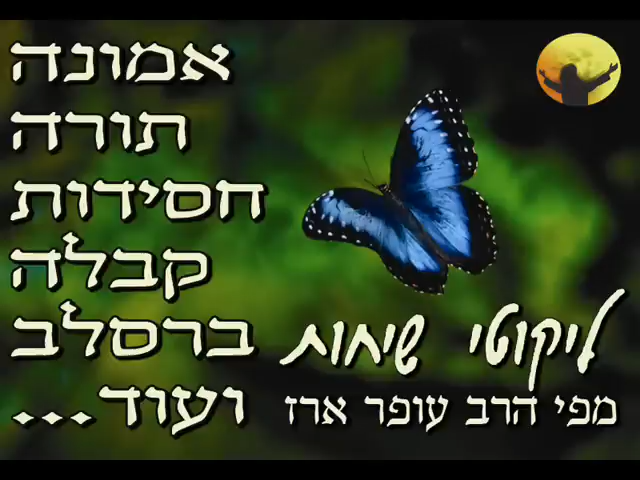 אמונה
תורה
חסידות
קבלה
ברסלב
ועוד...
ליקוטי שיחות
מפי הרב עופר ארז